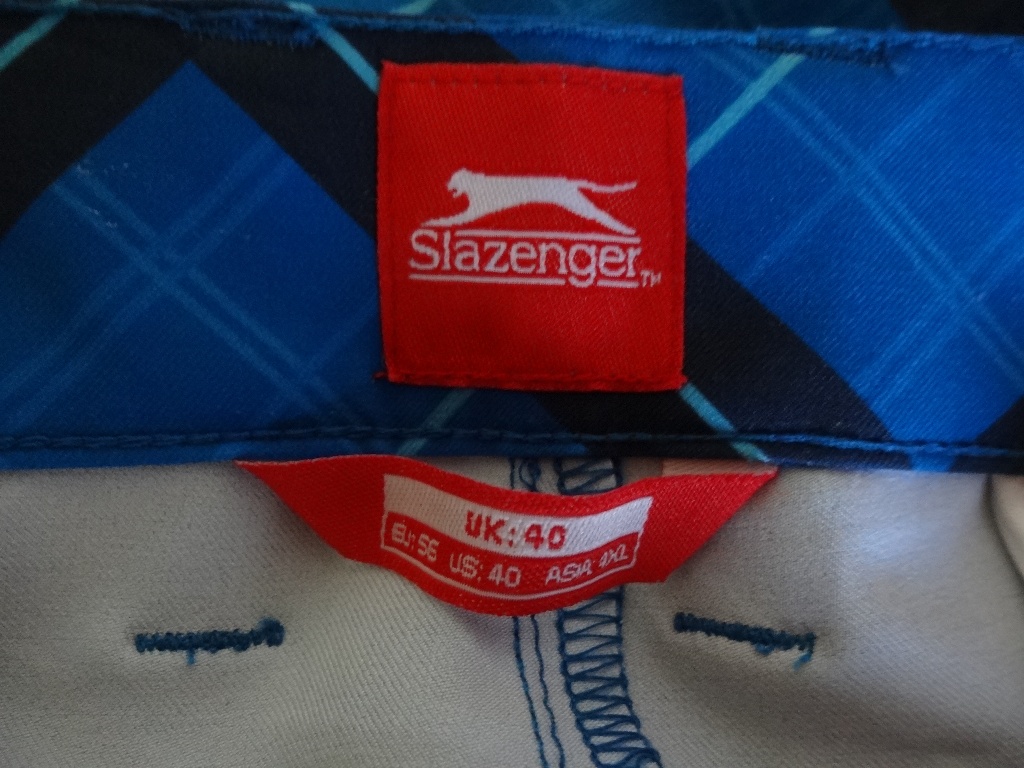 Slazenger™
UK: 40
EU: 56 US: 40 ASIA: 4XL